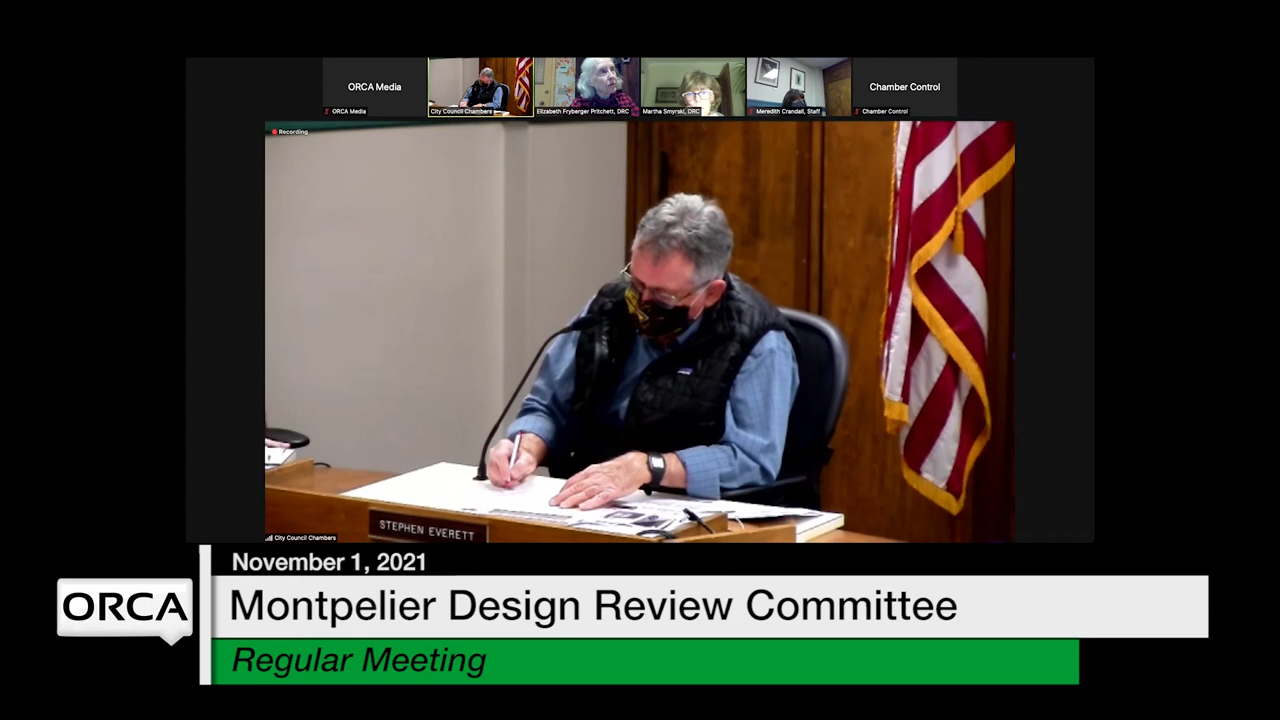 ORCA Media
Chamber Control
ORCA Media
City Council Chambers
Elizabeth Fryberger Pritchett, DRC
Martha Smyrski, DRC
Meredith Crandall, Staff
Chamber Control
Recording
STEPHEN EVERETT
City Council Chambers
November 1, 2021
ORCA
Montpelier Design Review Committee
Regular Meeting